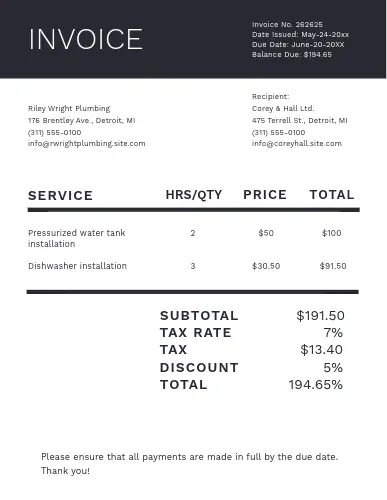 INVOICE
Invoice No. 262625
Date Issued: May-24-20xx
Due Date: June-20-20XX
Balance Due: $194.65
Riley Wright Plumbing
176 Brentley Ave., Detroit, MI
(311) 555-0100
info@rwrightplumbing.site.com
Recipient:
Corey & Hall Ltd.
475 Terrell St., Detroit, MI
(311) 555-0100
info@coreyhall.site.com
SERVICE HRS/QTY PRICE TOTAL
Pressurized water tank installation 2 $50 $100
Dishwasher installation 3 $30.50 $91.50
SUBTOTAL $191.50
TAX RATE 7%
TAX $13.40
DISCOUNT 5%
TOTAL 194.65%
Please ensure that all payments are made in full by the due date.
Thank you!